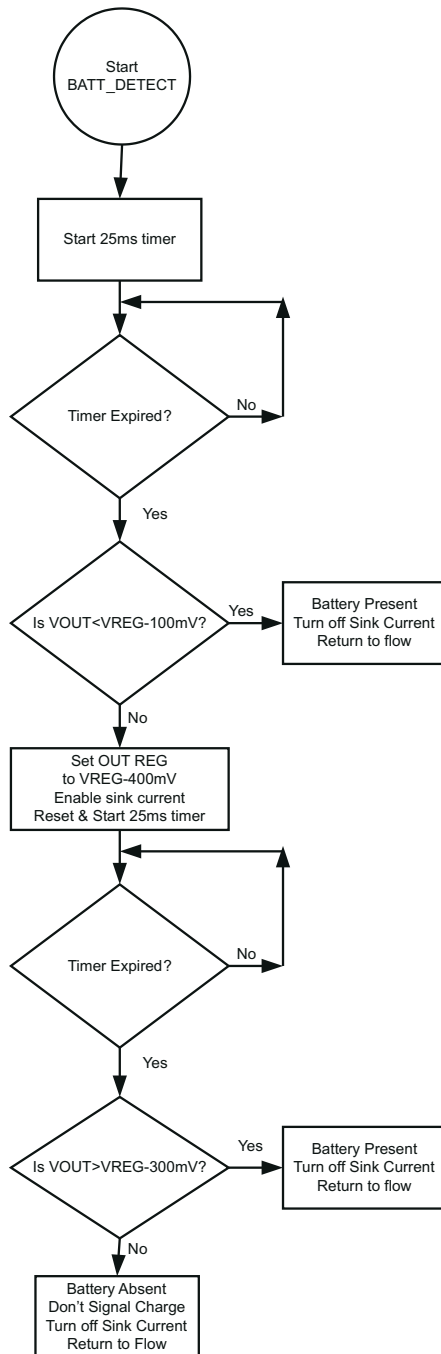 Start
BATT_DETECT
Start 25ms timer
Timer Expired?
No
Yes
Is VOUT<VREG-100mV?
Yes
Battery Present
Turn off Sink Current
Return to flow
No
Set OUT REG
to VREG-400mV
Enable sink current
Reset & Start 25ms timer
Timer Expired?
No
Yes
Is VOUT>VREG-300mV?
Yes
Battery Present
Turn off Sink Current
Return to flow
No
Battery Absent
Don't Signal Charge
Turn off Sink Current
Return to Flow